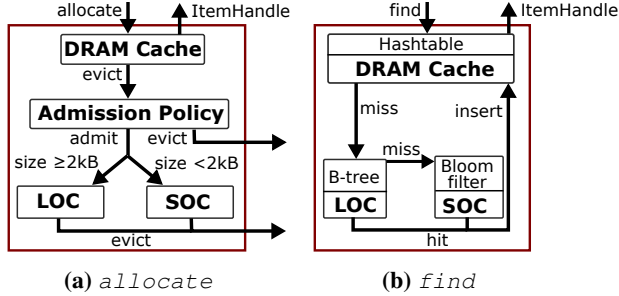 allocate
ItemHandle
DRAM Cache
evict
Admission Policy
admit
evict
size ≥2kB
size <2kB
LOC
SOC
evict
(a) allocate
find
ItemHandle
Hashtable
DRAM Cache
miss
insert
miss
B-tree
LOC
Bloom
filter
SOC
hit
(b) find